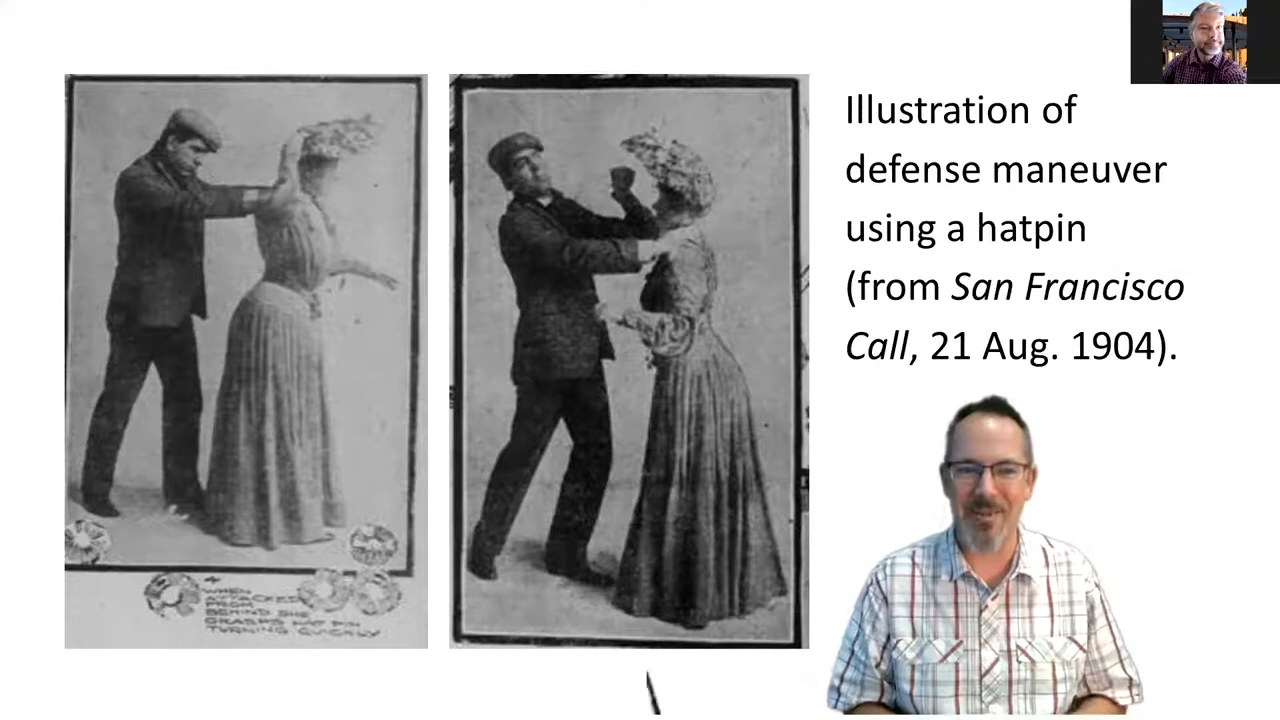 Illustration of
defense maneuver
using a hatpin
(from San Francisco
Call, 21 Aug. 1904).
WHEN
ATTACKED
FROM
BEHIND SHE
GRASPS HAT PIN
TURNING QUICKLY